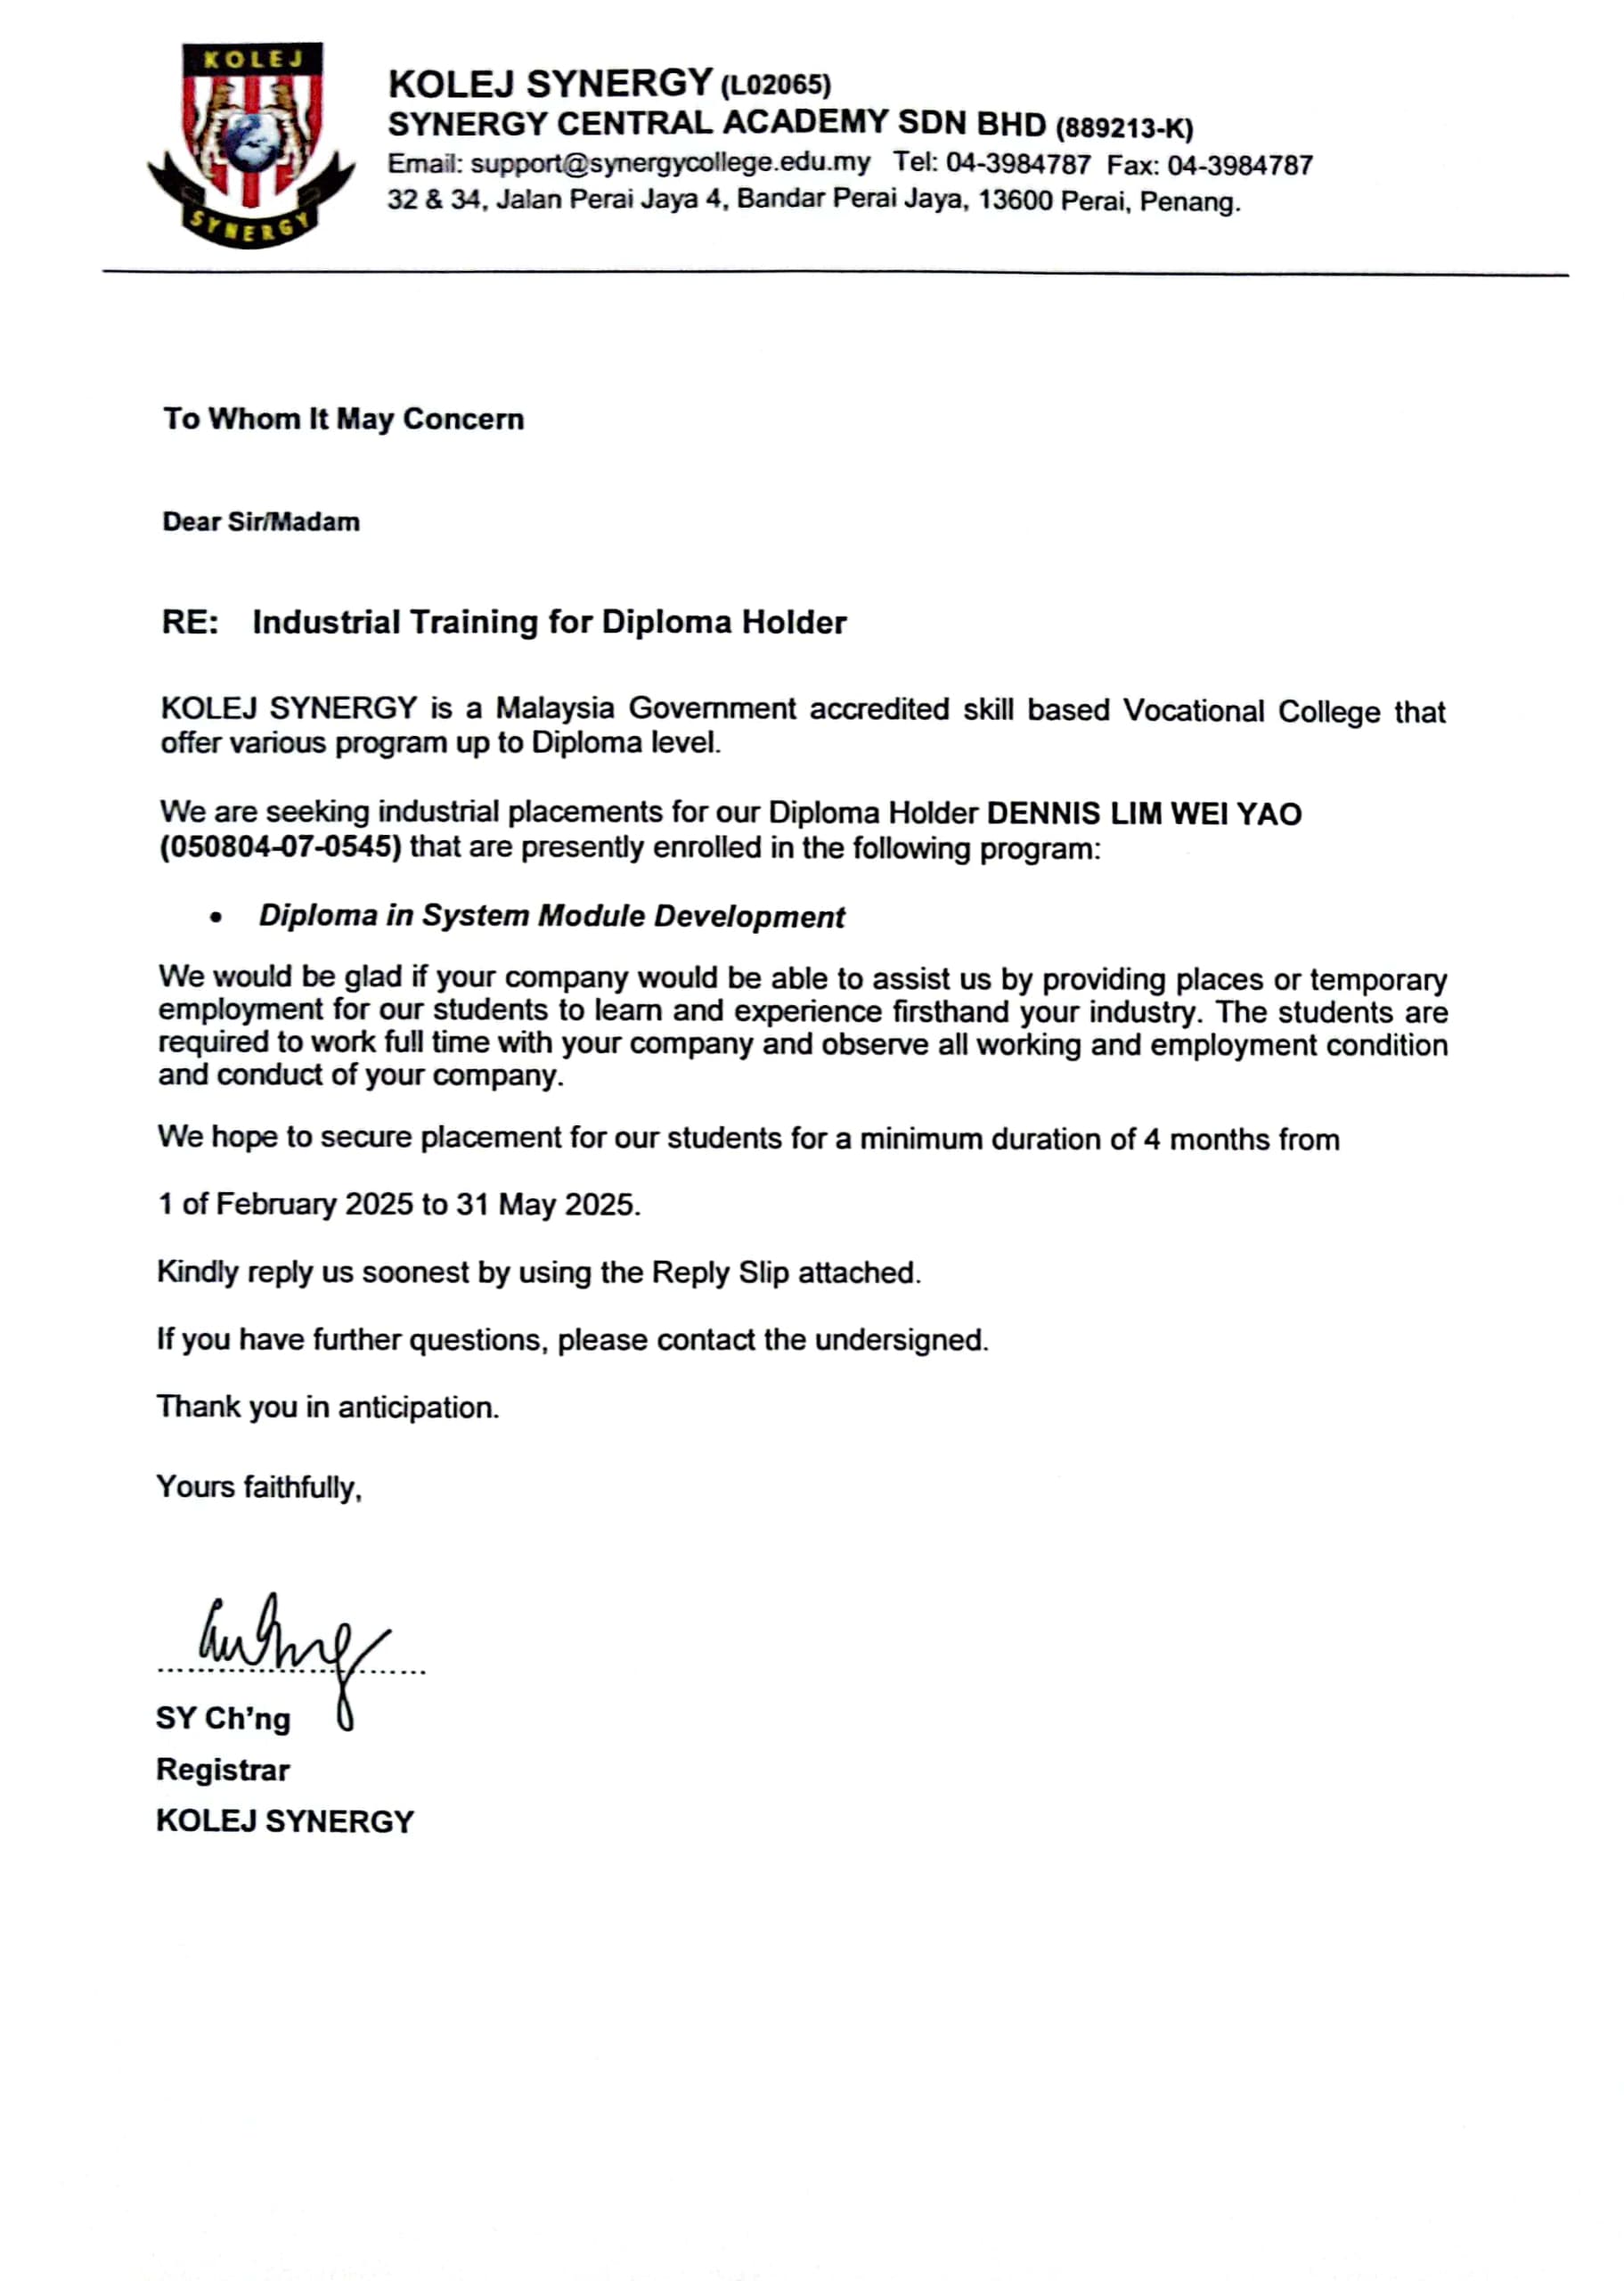 KOLEJ
SYNERGY
KOLEJ SYNERGY (L02065)
SYNERGY CENTRAL ACADEMY SDN BHD (889213-K)
Email: support@synergycollege.edu.my Tel: 04-3984787 Fax: 04-3984787
32 & 34, Jalan Perai Jaya 4, Bandar Perai Jaya, 13600 Perai, Penang.
To Whom It May Concern
Dear Sir/Madam
RE: Industrial Training for Diploma Holder
KOLEJ SYNERGY is a Malaysia Government accredited skill based Vocational College that
offer various program up to Diploma level.
We are seeking industrial placements for our Diploma Holder DENNIS LIM WEI YAO
(050804-07-0545) that are presently enrolled in the following program:
• Diploma in System Module Development
We would be glad if your company would be able to assist us by providing places or temporary
employment for our students to learn and experience firsthand your industry. The students are
required to work full time with your company and observe all working and employment condition
and conduct of your company.
We hope to secure placement for our students for a minimum duration of 4 months from
1 of February 2025 to 31 May 2025.
Kindly reply us soonest by using the Reply Slip attached.
If you have further questions, please contact the undersigned.
Thank you in anticipation.
Yours faithfully,
SY Ch'ng
Registrar
KOLEJ SYNERGY